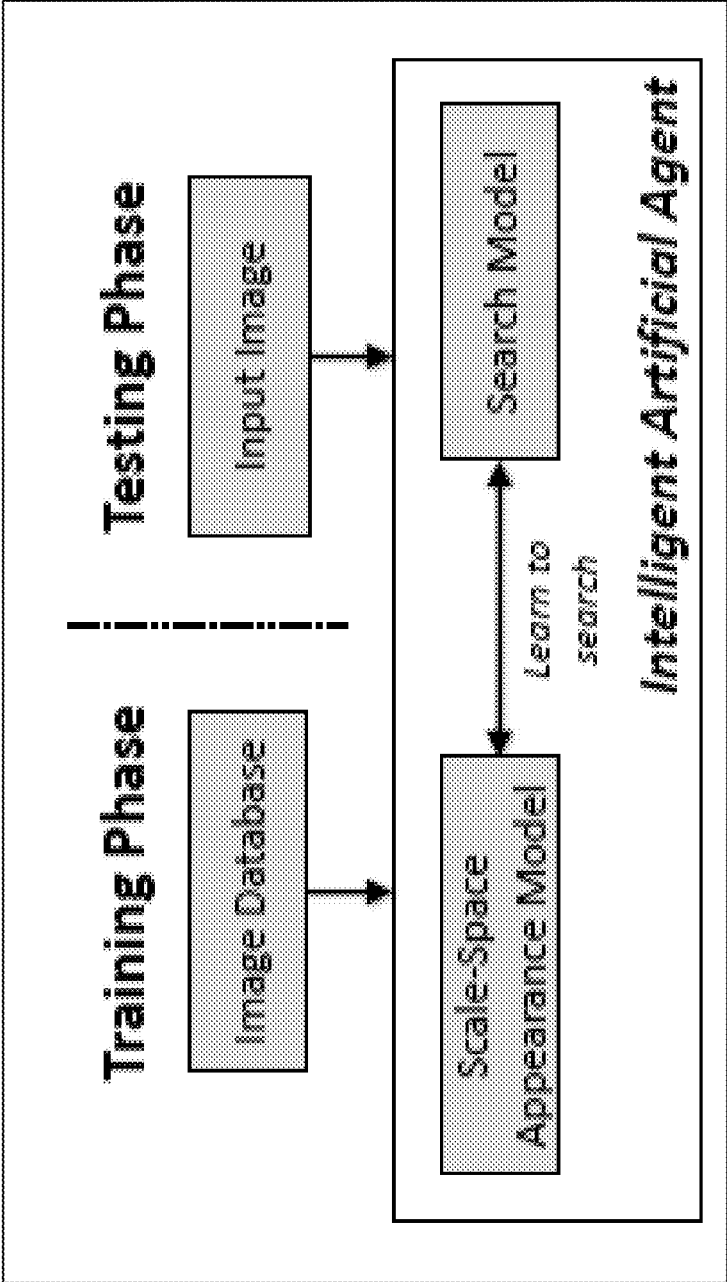 Training Phase
Testing Phase
Image Database
Input Image
Scale-Space
Appearance Model
Learn to
search
Search Model
Intelligent Artificial Agent